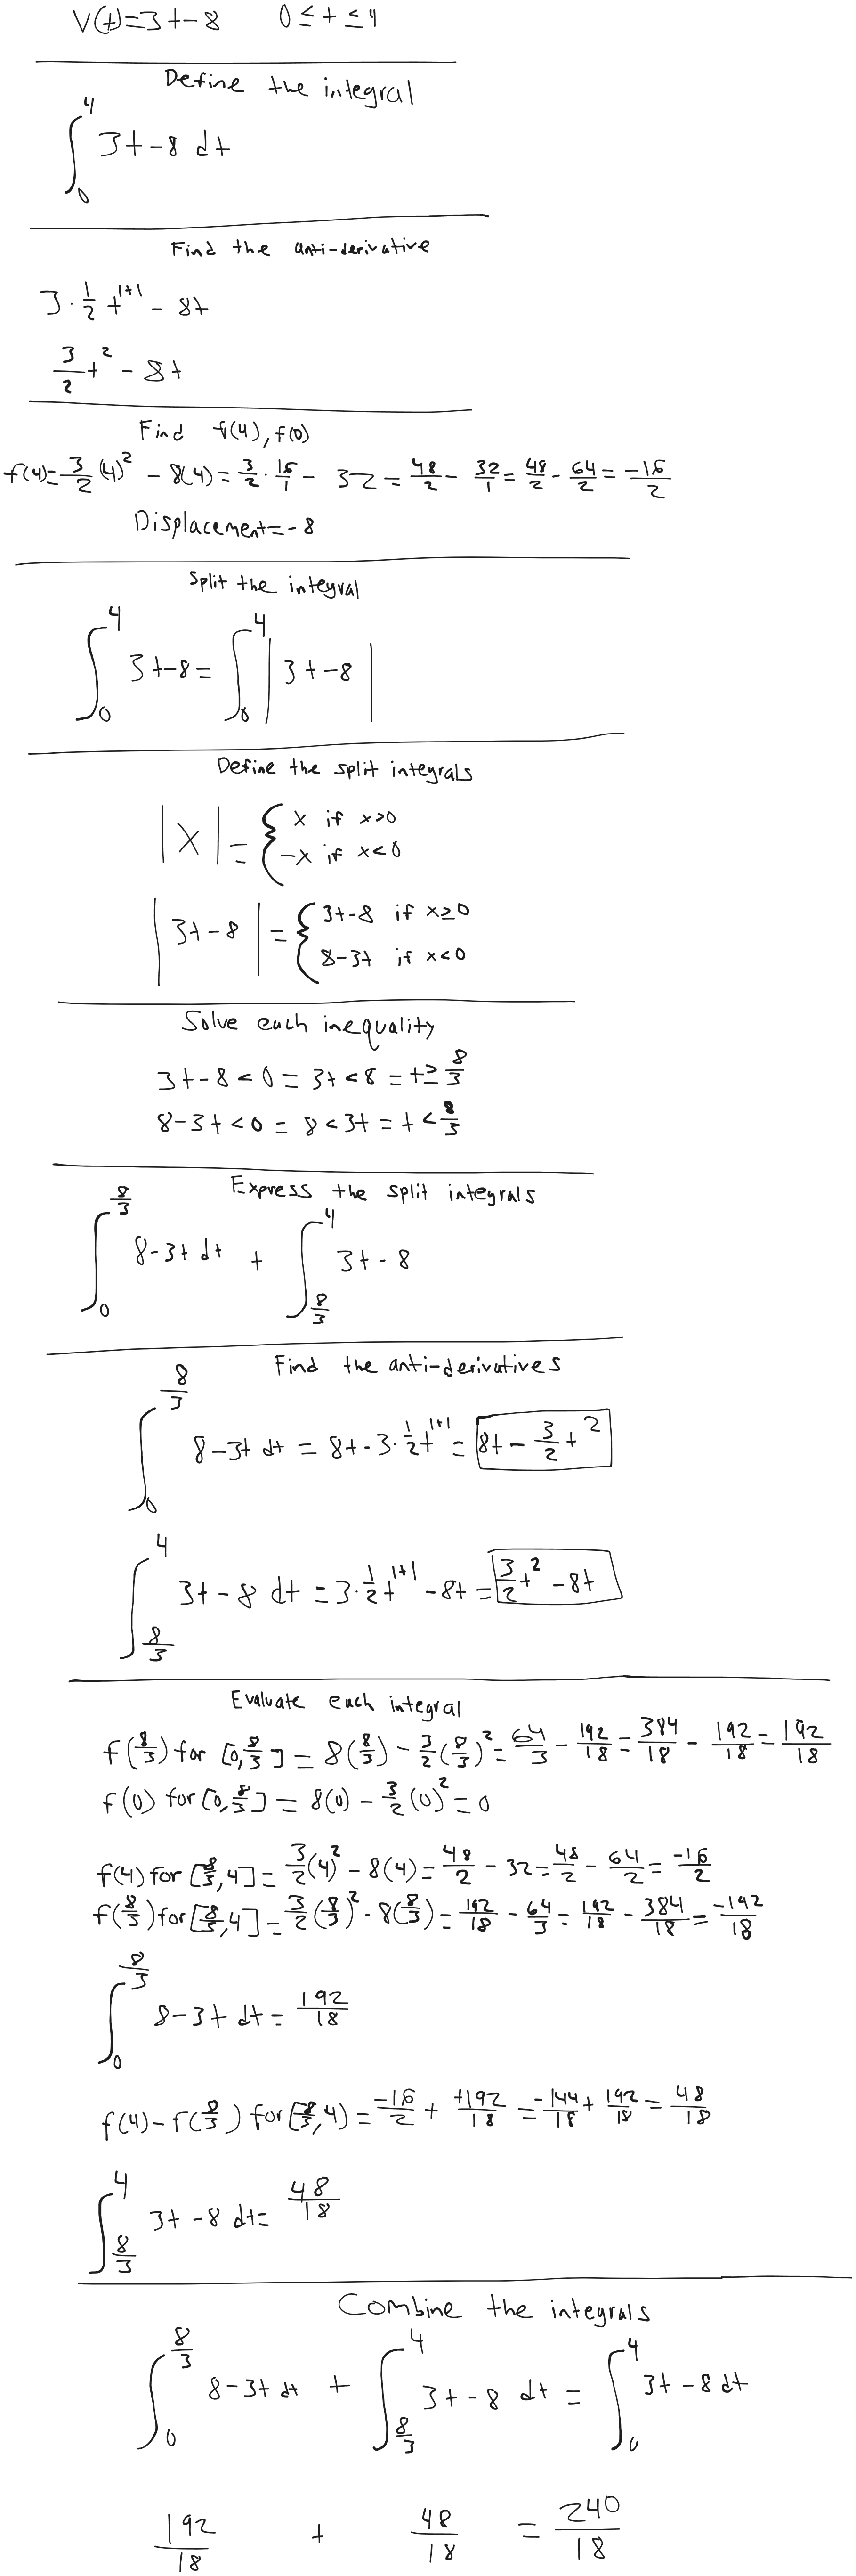 V(t)=3t-8 0≤t≤4
Define the integral
∫₀⁴ 3t-8 dt
Find the anti-derivative
3·1/2 t^(1+1) - 8t
3/2 t² - 8t
Find f(4), f(0)
f(4)=3/2 (4)² - 8(4) = 3/2 · 16/1 - 32 = 48/2 - 32/1 = 48/2 - 64/2 = -16/2
Displacement=-8
Split the integral
∫₀⁴ 3t-8 = ∫₀⁴ |3t-8|
Define the split integrals
|x| = { x if x>0
-x if x<0
|3t-8| = { 3t-8 if x≥0
8-3t if x<0
Solve each inequality
3t-8<0 = 3t<8 = t≥ 8/3
8-3t<0 = 8<3t = t< 8/3
Express the split integrals
∫₀^(8/3) 8-3t dt + ∫_(8/3)^4 3t-8
Find the anti-derivatives
∫₀^(8/3) 8-3t dt = 8t-3·1/2 t^(1+1) = 8t - 3/2 t²
∫_(8/3)^4 3t-8 dt = 3·1/2 t^(1+1) - 8t = 3/2 t² - 8t
Evaluate each integral
f(8/3) for [0,8/3] = 8(8/3) - 3/2(8/3)² = 64/3 - 192/18 = 384/18 - 192/18 = 192/18
f(0) for [0,8/3] = 8(0) - 3/2(0)² = 0
f(4) for [8/3,4] = 3/2(4)² - 8(4) = 48/2 - 32 = 48/2 - 64/2 = -16/2
f(8/3) for [8/3,4] = 3/2(8/3)² - 8(8/3) = 192/18 - 64/3 = 192/18 - 384/18 = -192/18
∫₀^(8/3) 8-3t dt = 192/18
f(4)-f(8/3) for [8/3,4) = -16/2 + +192/18 = -144/18 + 192/18 = 48/18
∫_(8/3)^4 3t-8 dt= 48/18
Combine the integrals
∫₀^(8/3) 8-3t dt + ∫_(8/3)^4 3t-8 dt = ∫₀⁴ 3t-8 dt
192/18 + 48/18 = 240/18